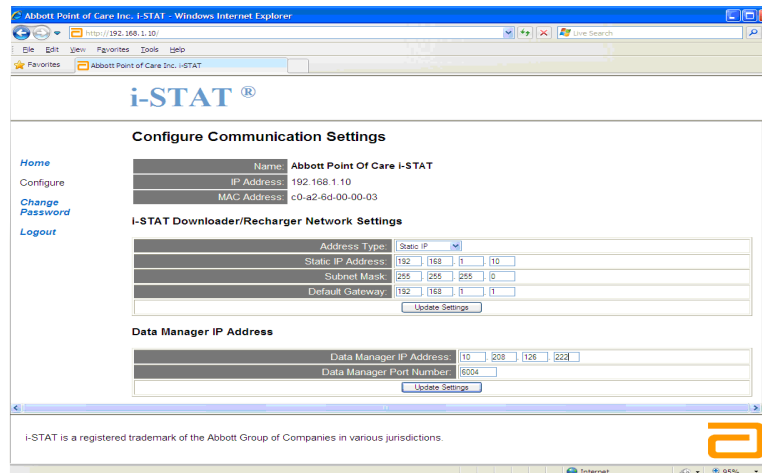 Abbott Point of Care Inc. i-STAT - Windows Internet Explorer
http://192.168.1.10/
Live Search
File Edit View Favorites Tools Help
Favorites Abbott Point of Care Inc. i-STAT
i-STAT ®
Configure Communication Settings
Home
Name: Abbott Point Of Care i-STAT
Configure
IP Address: 192.168.1.10
Change Password
MAC Address: c0-a2-6d-00-00-03
Logout
i-STAT Downloader/Recharger Network Settings
Address Type: Static IP
Static IP Address: 192 . 168 . 1 . 10
Subnet Mask: 255 . 255 . 255 . 0
Default Gateway: 192 . 168 . 1 . 1
Update Settings
Data Manager IP Address
Data Manager IP Address: 10 . 208 . 126 . 222
Data Manager Port Number: 6004
Update Settings
i-STAT is a registered trademark of the Abbott Group of Companies in various jurisdictions.
Internet
95%